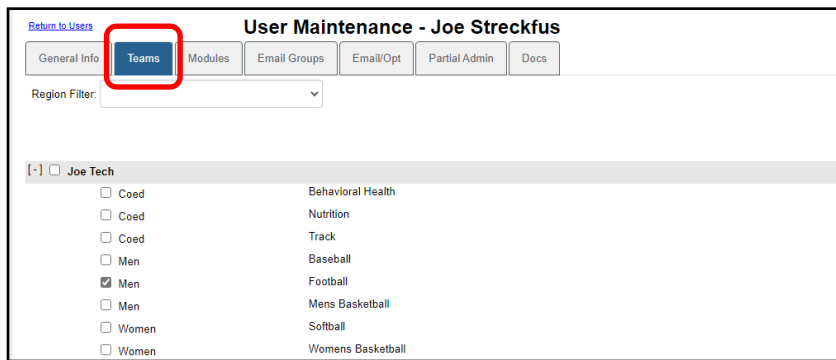 Return to Users User Maintenance - Joe Streckfus
General Info Teams Modules Email Groups Email/Opt Partial Admin Docs
Region Filter:
[-] Joe Tech
Coed Behavioral Health
Coed Nutrition
Coed Track
Men Baseball
Men Football
Men Mens Basketball
Women Softball
Women Womens Basketball